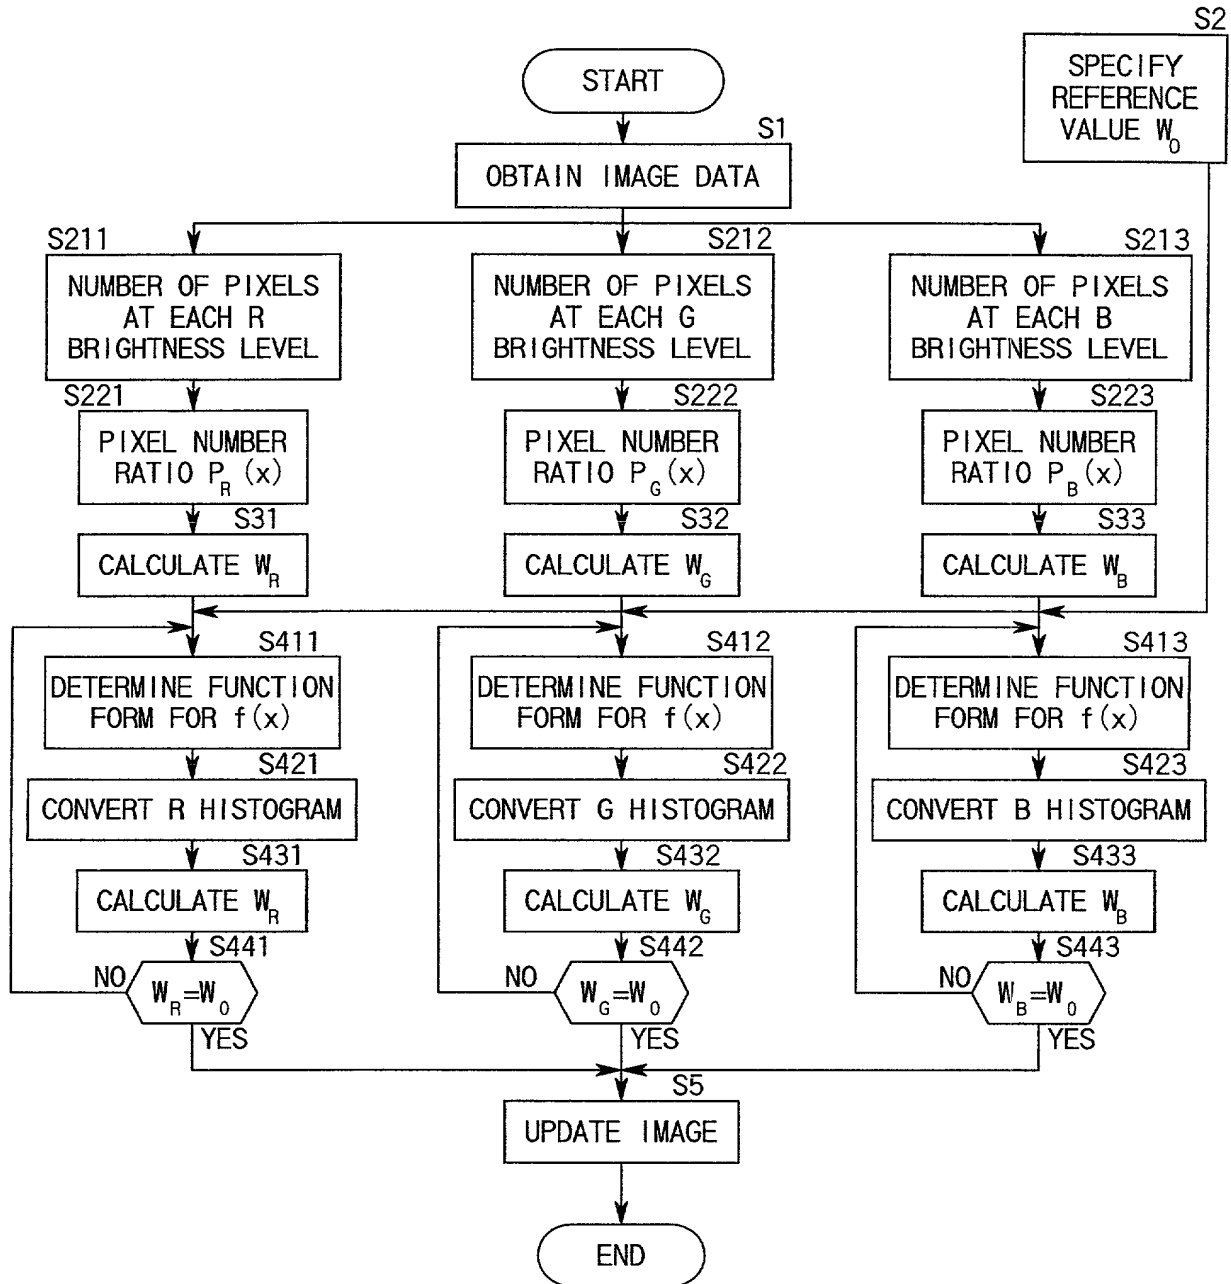 S2
SPECIFY
REFERENCE
VALUE W0
START
S1
OBTAIN IMAGE DATA
S211
NUMBER OF PIXELS
AT EACH R
BRIGHTNESS LEVEL
S212
NUMBER OF PIXELS
AT EACH G
BRIGHTNESS LEVEL
S213
NUMBER OF PIXELS
AT EACH B
BRIGHTNESS LEVEL
S221
PIXEL NUMBER
RATIO PR(x)
S222
PIXEL NUMBER
RATIO PG(x)
S223
PIXEL NUMBER
RATIO PB(x)
S31
CALCULATE WR
S32
CALCULATE WG
S33
CALCULATE WB
S411
DETERMINE FUNCTION
FORM FOR f(x)
S412
DETERMINE FUNCTION
FORM FOR f(x)
S413
DETERMINE FUNCTION
FORM FOR f(x)
S421
CONVERT R HISTOGRAM
S422
CONVERT G HISTOGRAM
S423
CONVERT B HISTOGRAM
S431
CALCULATE WR
S432
CALCULATE WG
S433
CALCULATE WB
S441
NO
WR=W0
YES
S442
NO
WG=W0
YES
S443
NO
WB=W0
YES
S5
UPDATE IMAGE
END